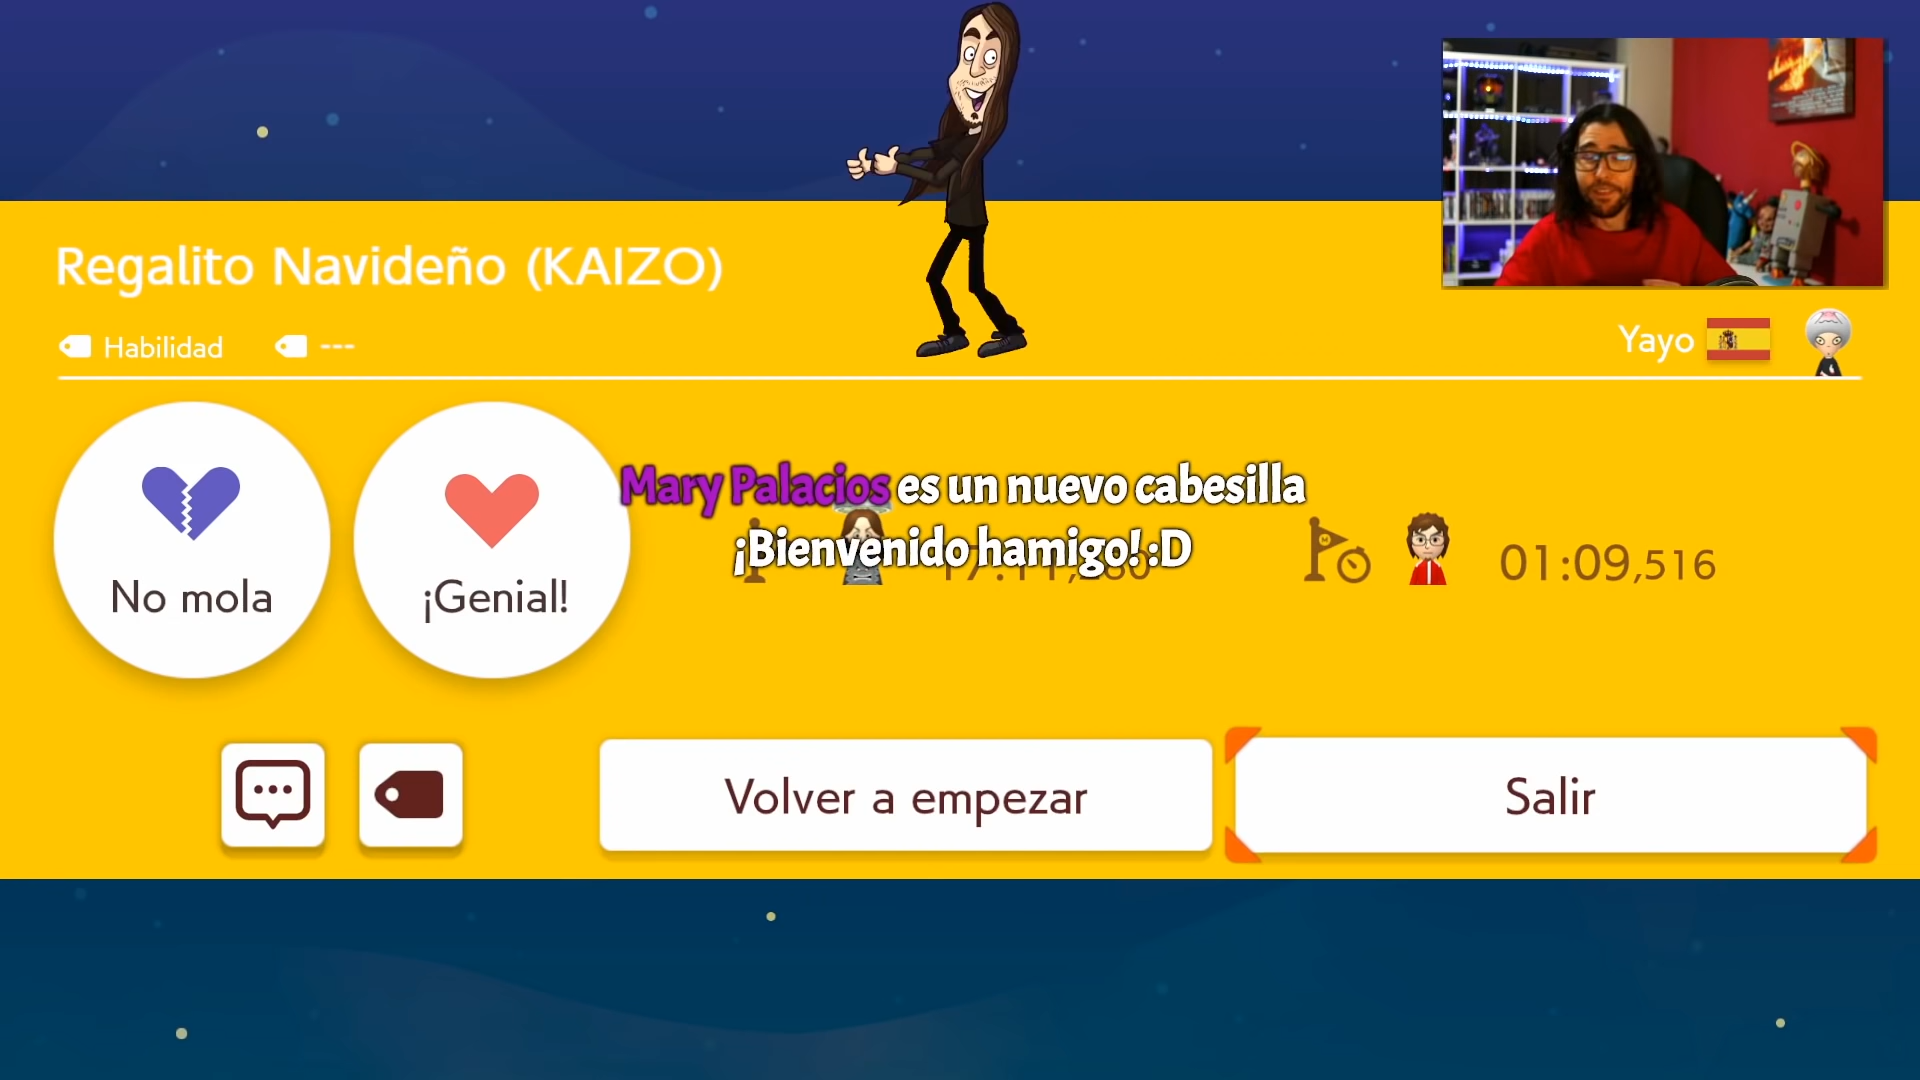 Regalito Navideño (KAIZO)
Habilidad
---
Yayo
Mary Palacios es un nuevo cabesilla
¡Bienvenido hamigo! :D
01:09,516
No mola
¡Genial!
Volver a empezar
Salir